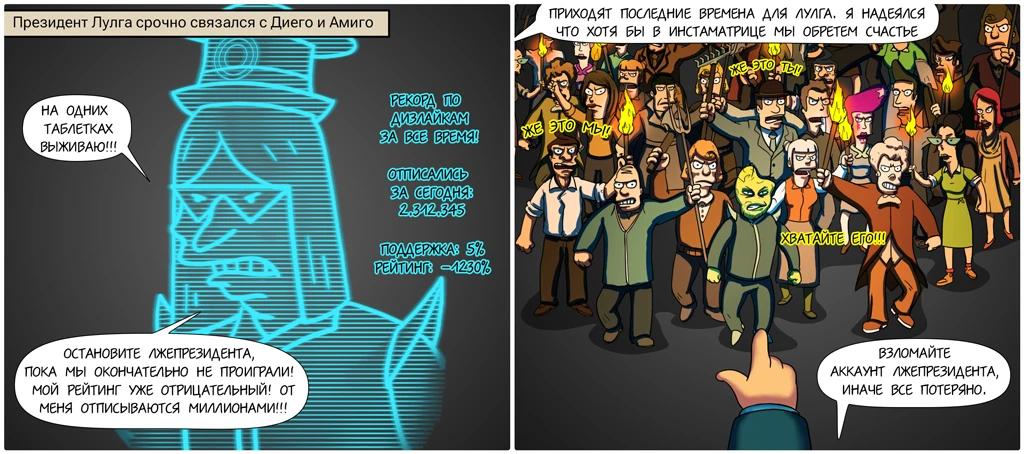 Президент Лулга срочно связался с Диего и Амиго
НА ОДНИХ
ТАБЛЕТКАХ
ВЫЖИВАЮ!!!
РЕКОРД ПО
ДИЗЛАЙКАМ
ЗА ВСЕ ВРЕМЯ!
ОТПИСАЛИСЬ
ЗА СЕГОДНЯ:
2.312.345
ПОДДЕРЖКА: 5%
РЕЙТИНГ: -1230%
ОСТАНОВИТЕ ЛЖЕПРЕЗИДЕНТА,
ПОКА МЫ ОКОНЧАТЕЛЬНО НЕ ПРОИГРАЛИ!
МОЙ РЕЙТИНГ УЖЕ ОТРИЦАТЕЛЬНЫЙ! ОТ
МЕНЯ ОТПИСЫВАЮТСЯ МИЛЛИОНАМИ!!!
ПРИХОДЯТ ПОСЛЕДНИЕ ВРЕМЕНА ДЛЯ ЛУЛГА. Я НАДЕЯЛСЯ
ЧТО ХОТЯ БЫ В ИНСТАМАТРИЦЕ МЫ ОБРЕТЕМ СЧАСТЬЕ
ЖЕ ЭТО ТЫ!
ЖЕ ЭТО МЫ!
ХВАТАЙТЕ ЕГО!!!
ВЗЛОМАЙТЕ
АККАУНТ ЛЖЕПРЕЗИДЕНТА,
ИНАЧЕ ВСЕ ПОТЕРЯНО.